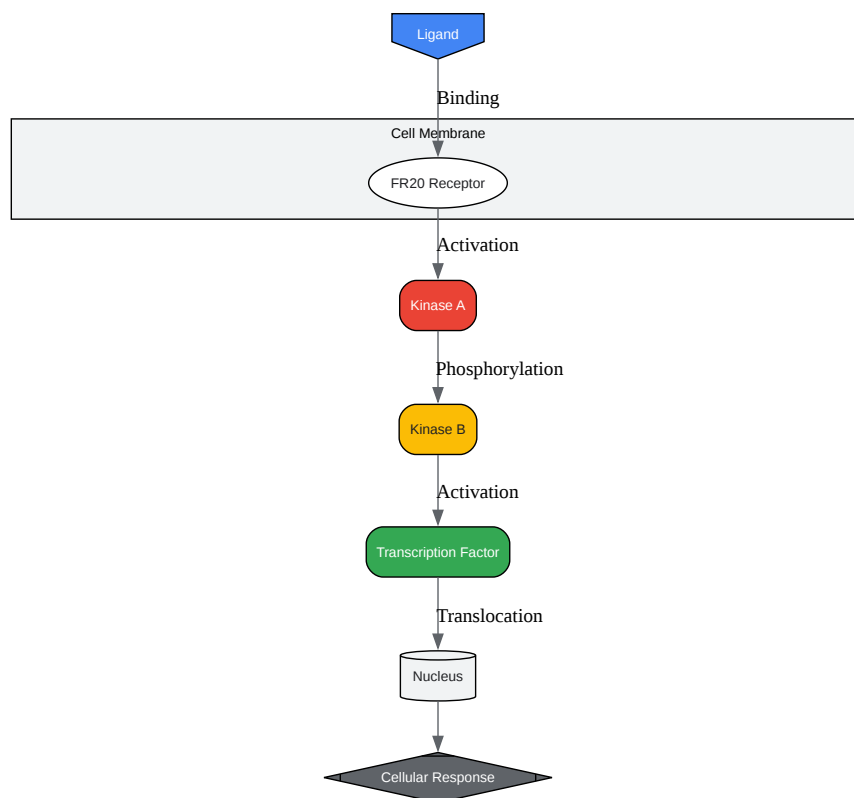 Ligand
Binding
Cell Membrane
FR20 Receptor
Activation
Kinase A
Phosphorylation
Kinase B
Activation
Transcription Factor
Translocation
Nucleus
Cellular Response